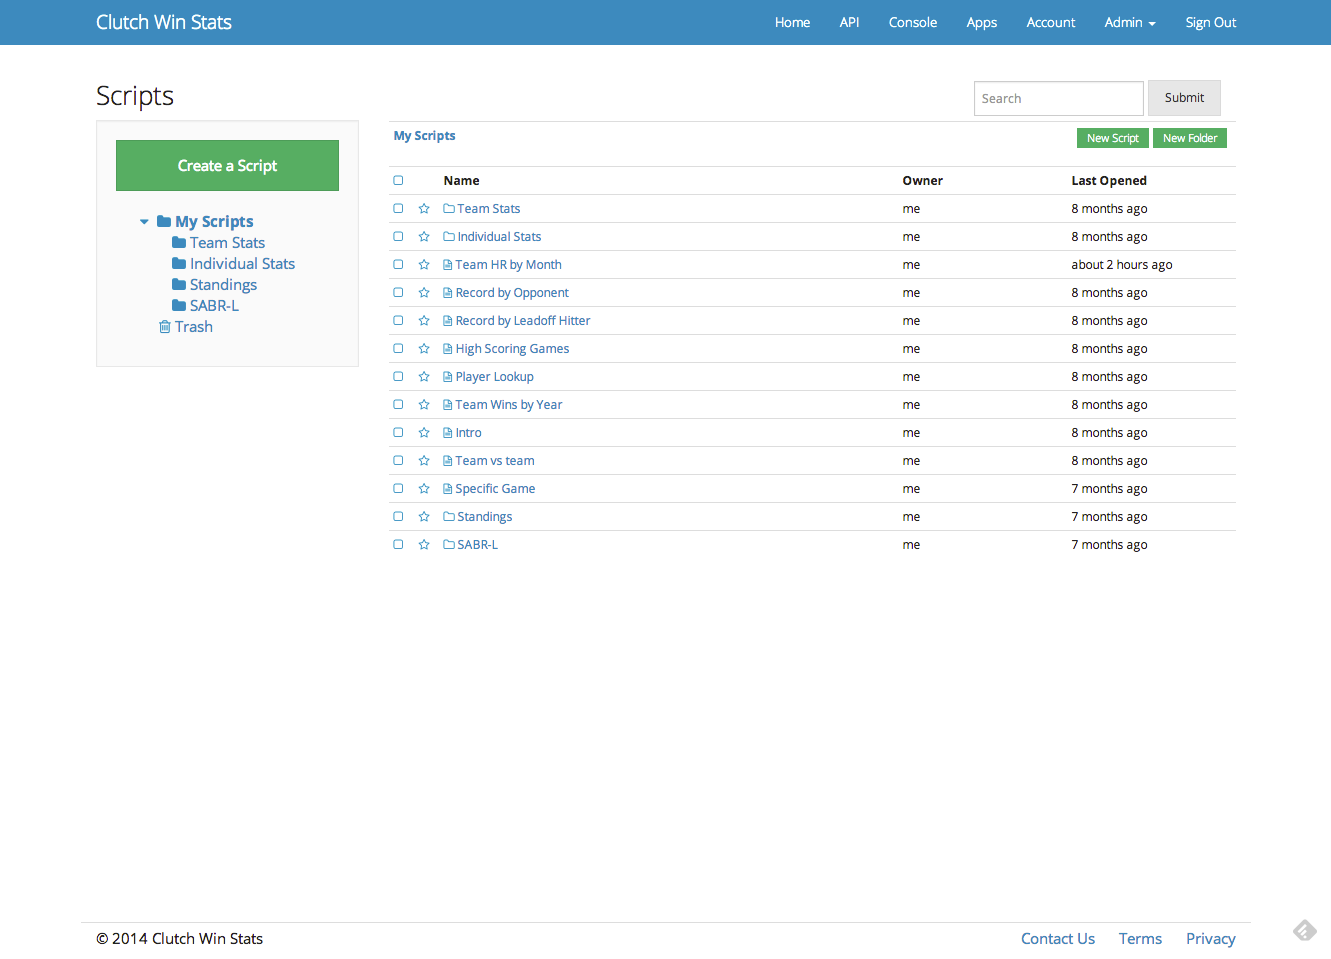 Clutch Win Stats Home API Console Apps Account Admin Sign Out
Scripts
Search Submit
Create a Script
My Scripts
Team Stats
Individual Stats
Standings
SABR-L
Trash
My Scripts New Script New Folder
Name Owner Last Opened
Team Stats me 8 months ago
Individual Stats me 8 months ago
Team HR by Month me about 2 hours ago
Record by Opponent me 8 months ago
Record by Leadoff Hitter me 8 months ago
High Scoring Games me 8 months ago
Player Lookup me 8 months ago
Team Wins by Year me 8 months ago
Intro me 8 months ago
Team vs team me 8 months ago
Specific Game me 7 months ago
Standings me 7 months ago
SABR-L me 7 months ago
© 2014 Clutch Win Stats Contact Us Terms Privacy